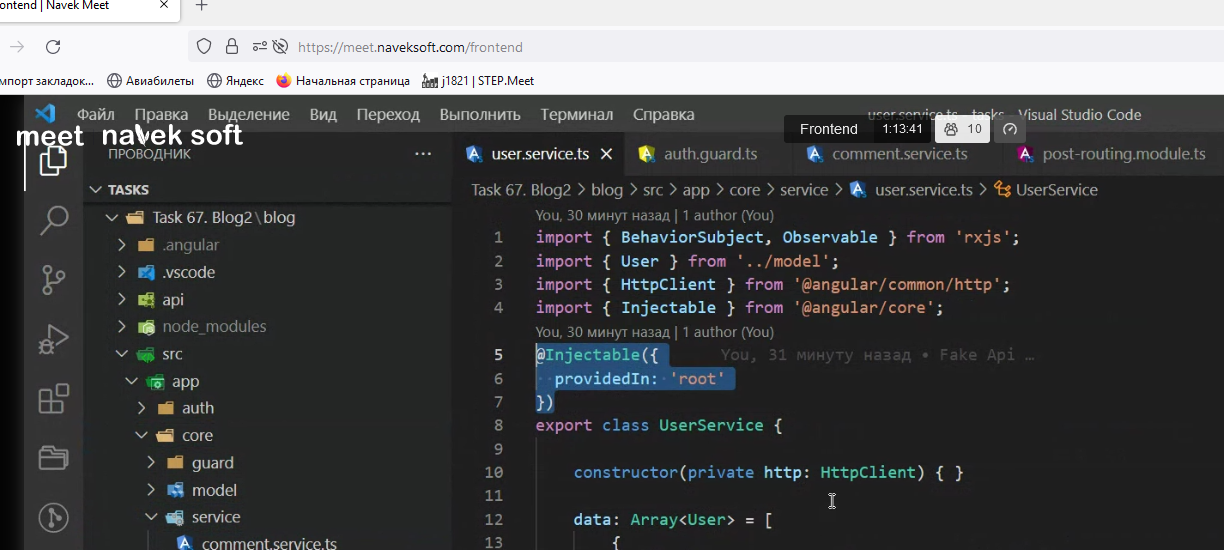 ontend | Navek Meet
https://meet.naveksoft.com/frontend
мпорт закладок...
Авиабилеты
Яндекс
Начальная страница
j1821 | STEP.Meet
Файл Правка Выделение Вид Переход Выполнить Терминал Справка
user.service.ts - tasks - Visual Studio Code
meet navek soft
Frontend 1:13:41 10
ПРОВОДНИК ...
user.service.ts auth.guard.ts comment.service.ts post-routing.module.ts
TASKS
Task 67. Blog2 \ blog
.angular
.vscode
api
node_modules
src
app
auth
core
guard
model
service
comment.service.ts
Task 67. Blog2 > blog > src > app > core > service > user.service.ts > UserService
You, 30 минут назад | 1 author (You)
1 import { BehaviorSubject, Observable } from 'rxjs';
2 import { User } from '../model';
3 import { HttpClient } from '@angular/common/http';
4 import { Injectable } from '@angular/core';
You, 30 минут назад | 1 author (You)
5 @Injectable({ You, 31 минуту назад • Fake Api …
6 providedIn: 'root'
7 })
8 export class UserService {
9
10 constructor(private http: HttpClient) { }
11
12 data: Array<User> = [
13 {